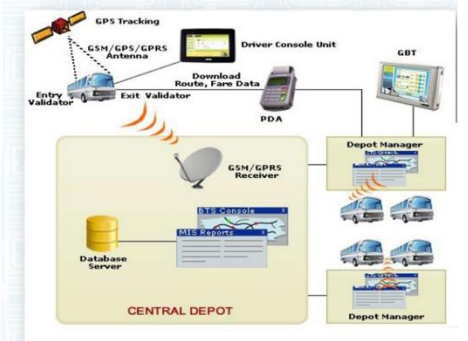 GPS Tracking
GSM/GPS/GPRS
Antenna
Driver Console Unit
GBT
Download
Route, Fare Data
Entry
Validator
Exit Validator
PDA
Depot Manager
GSM/GPRS
Receiver
BTS Console
MIS Reports
Database
Server
CENTRAL DEPOT
Depot Manager